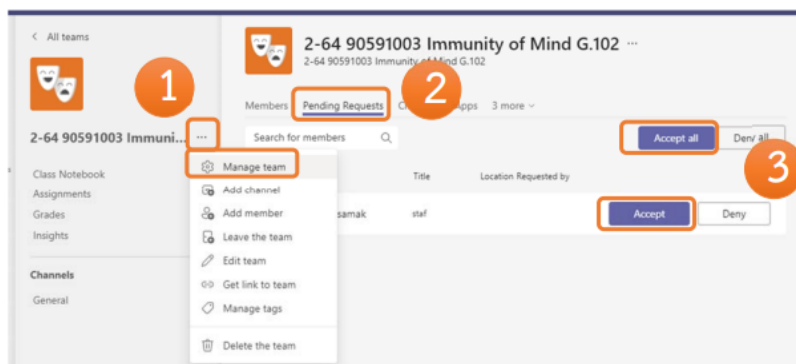 All teams
2-64 90591003 Immuni... ...
Class Notebook
Assignments
Grades
Insights
Channels
General
1
Manage team
Add channel
Add member
Leave the team
Edit team
Get link to team
Manage tags
Delete the team
2-64 90591003 Immunity of Mind G.102 ...
2-64 90591003 Immunity of Mind G.102
2
Members Pending Requests Apps 3 more
Search for members Accept all Deny all
3
Title Location Requested by
samak staf Accept Deny